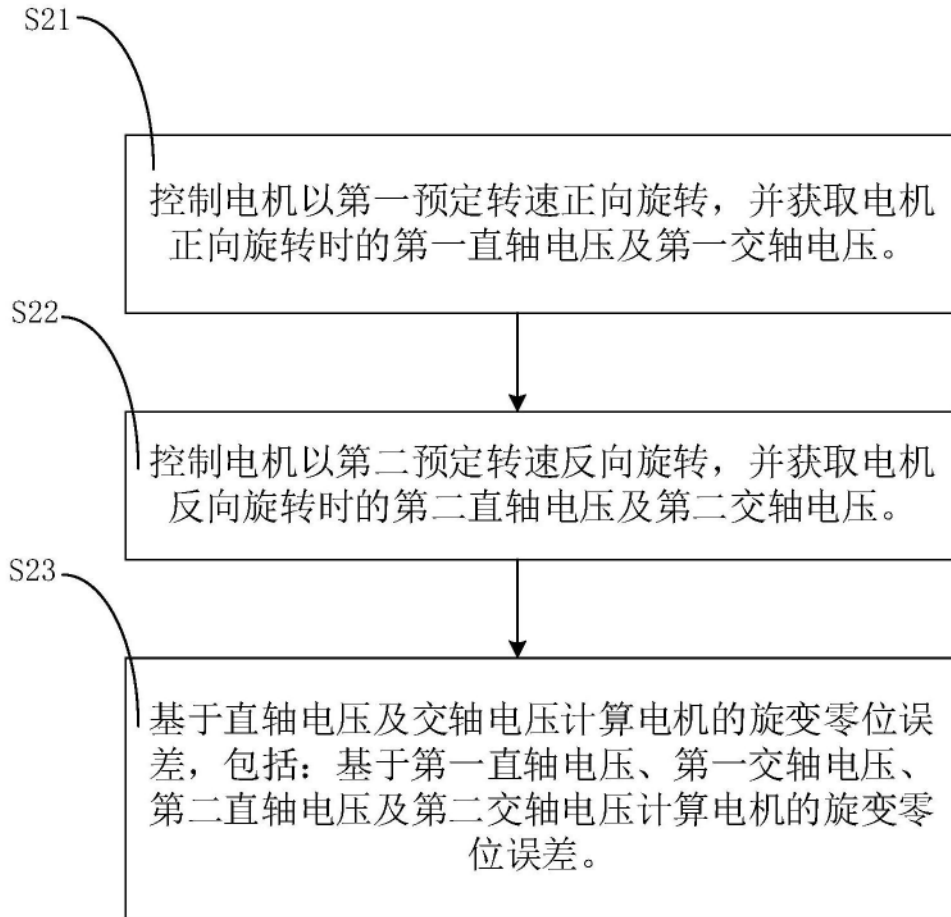 S21
控制电机以第一预定转速正向旋转，并获取电机
正向旋转时的第一直轴电压及第一交轴电压。
S22
控制电机以第二预定转速反向旋转，并获取电机
反向旋转时的第二直轴电压及第二交轴电压。
S23
基于直轴电压及交轴电压计算电机的旋变零位误
差，包括：基于第一直轴电压、第一交轴电压、
第二直轴电压及第二交轴电压计算电机的旋变零
位误差。